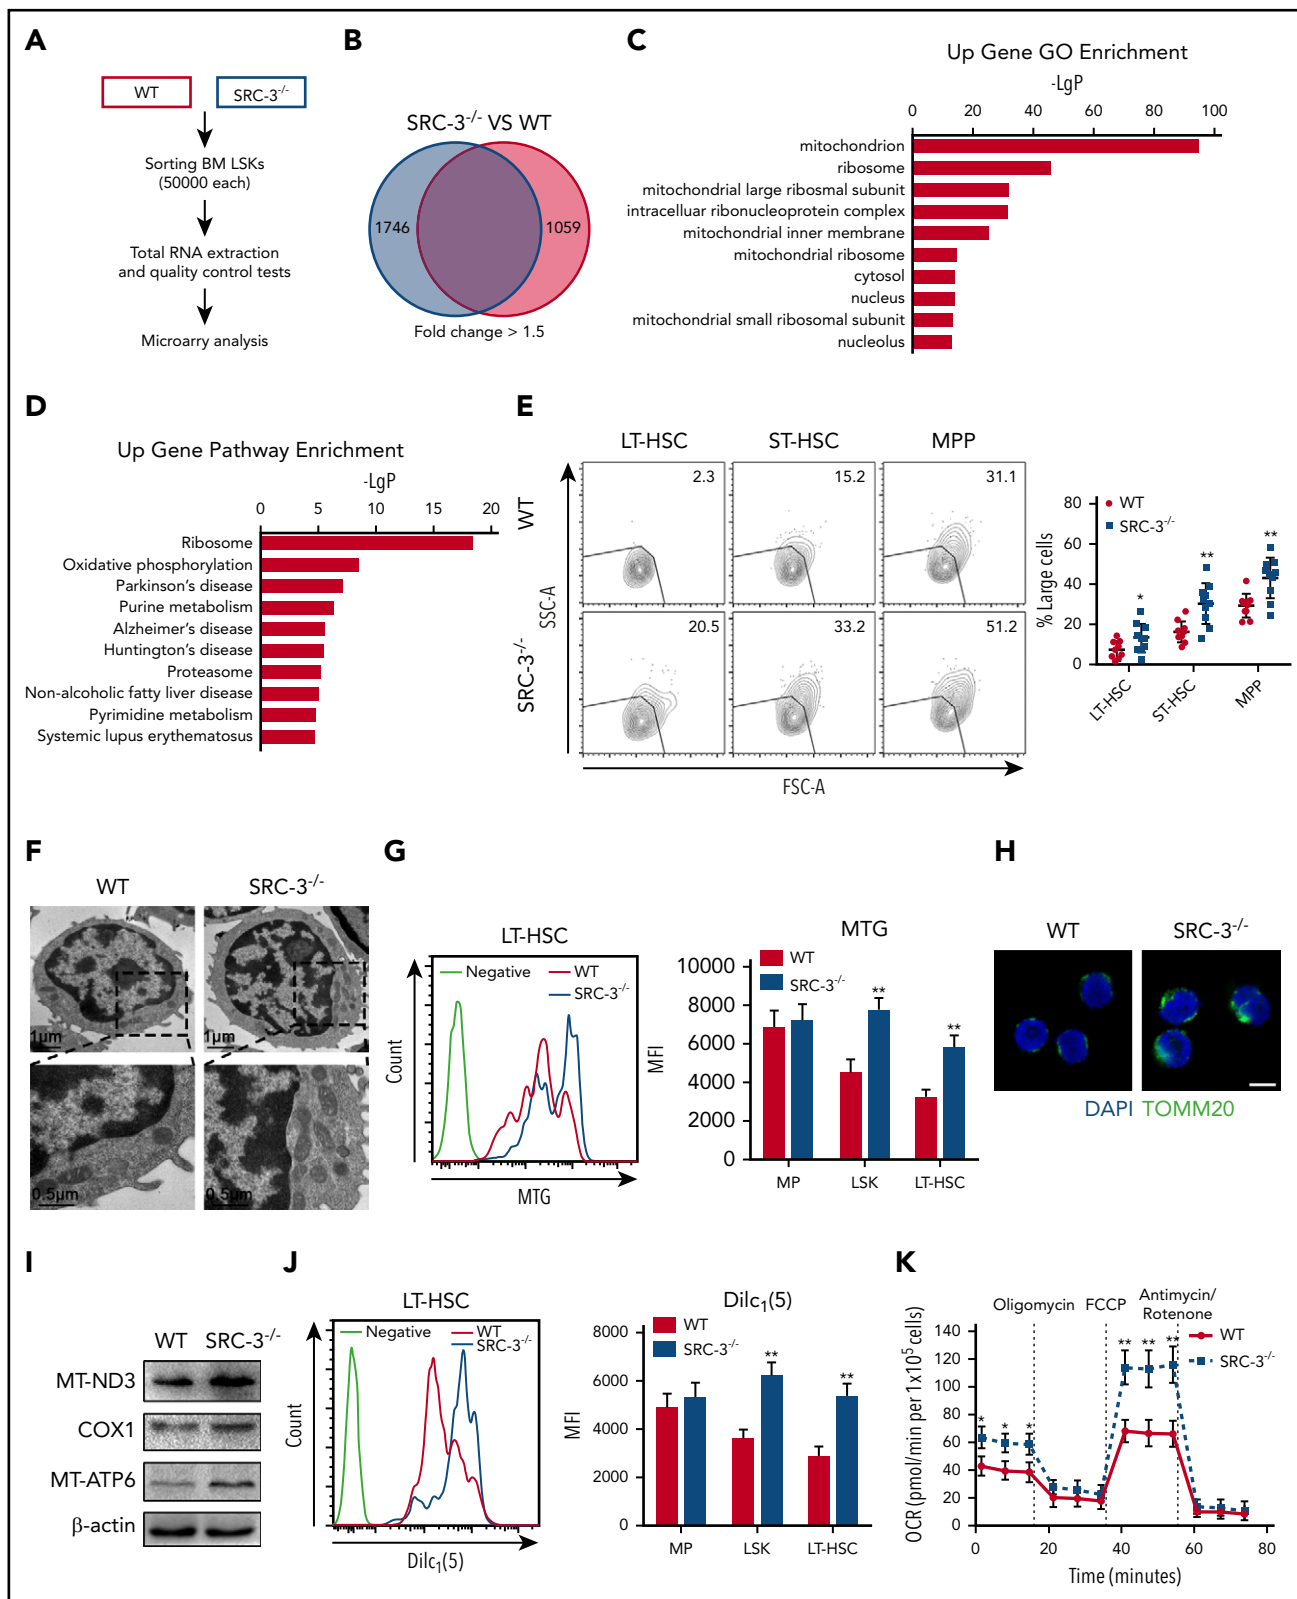 A
WT
SRC-3-/-
Sorting BM LSKs
(50000 each)
Total RNA extraction
and quality control tests
Microarry analysis
B
SRC-3-/- VS WT
1746
1059
Fold change > 1.5
C
Up Gene GO Enrichment
-LgP
0 20 40 60 80 100
mitochondrion
ribosome
mitochondrial large ribosmal subunit
intracelluar ribonucleoprotein complex
mitochondrial inner membrane
mitochondrial ribosome
cytosol
nucleus
mitochondrial small ribosomal subunit
nucleolus
D
Up Gene Pathway Enrichment
-LgP
0 5 10 15 20
Ribosome
Oxidative phosphorylation
Parkinson's disease
Purine metabolism
Alzheimer's disease
Huntington's disease
Proteasome
Non-alcoholic fatty liver disease
Pyrimidine metabolism
Systemic lupus erythematosus
E
LT-HSC ST-HSC MPP
WT
2.3 15.2 31.1
SRC-3-/-
20.5 33.2 51.2
SSC-A
FSC-A
% Large cells
80
60
40
20
0
WT
SRC-3-/-
* ** **
LT-HSC ST-HSC MPP
F
WT SRC-3-/-
1μm 1μm
0.5μm 0.5μm
G
LT-HSC
Negative WT
SRC-3-/-
Count
MTG
MTG
WT
SRC-3-/-
MFI
10000
8000
6000
4000
2000
0
** **
MP LSK LT-HSC
H
WT SRC-3-/-
DAPI TOMM20
I
WT SRC-3-/-
MT-ND3
COX1
MT-ATP6
β-actin
J
LT-HSC
Negative WT
SRC-3-/-
Count
Dilc1(5)
Dilc1(5)
WT
SRC-3-/-
MFI
8000
6000
4000
2000
0
** **
MP LSK LT-HSC
K
Oligomycin FCCP Antimycin/
Rotenone
WT
SRC-3-/-
OCR (pmol/min per 1x10⁵ cells)
140
120
100
80
60
40
20
0
* * * ** ** **
0 20 40 60 80
Time (minutes)